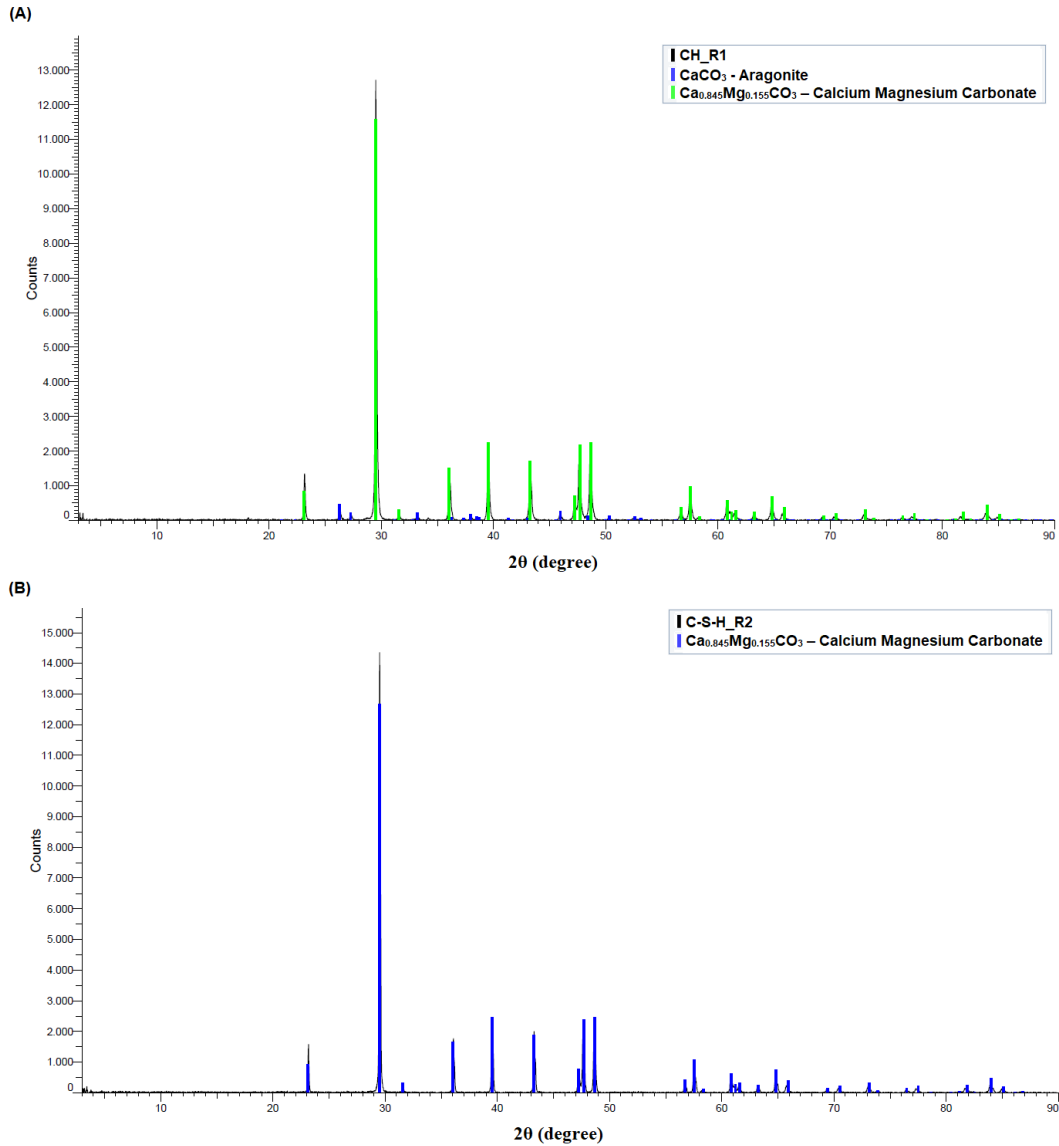 (A)
CH_R1
CaCO₃ - Aragonite
Ca₀.₈₄₅Mg₀.₁₅₅CO₃ – Calcium Magnesium Carbonate
13.000
12.000
11.000
10.000
9.000
8.000
7.000
6.000
5.000
4.000
3.000
2.000
1.000
0
Counts
10 20 30 40 50 60 70 80 90
2θ (degree)
(B)
C-S-H_R2
Ca₀.₈₄₅Mg₀.₁₅₅CO₃ – Calcium Magnesium Carbonate
15.000
14.000
13.000
12.000
11.000
10.000
9.000
8.000
7.000
6.000
5.000
4.000
3.000
2.000
1.000
0
Counts
10 20 30 40 50 60 70 80 90
2θ (degree)